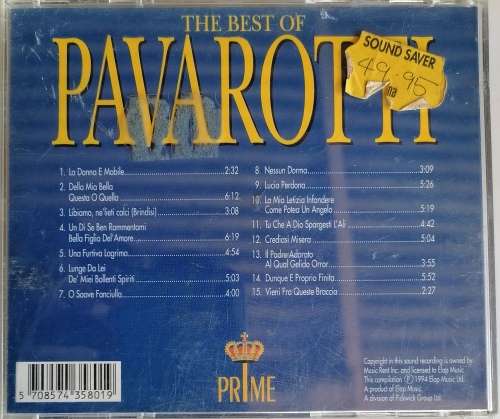 THE BEST OF
PAVAROTTI
SOUND SAVER
49.95
1. La Donna E Mobile 2:32
2. Della Mia Bella
Questa O Quella 6:12
3. Libiamo, ne'lieti calci (Brindisi) 3:08
4. Un Di Se Ben Rammentomi
Bella Figlia Del'Amore 6:19
5. Una Furtiva Lagrima 4:54
6. Lunge Da Lei
De' Miei Bollenti Spiriti 5:03
7. O Soave Fanciulla 4:00
8. Nessun Dorma 3:09
9. Lucia Perdona 5:26
10. La Mia Letizia Infondere
Come Potea Un Angelo 5:19
11. Tu Che A Dio Spargesti L'Ali 4:42
12. Crediasi Misera 5:04
13. Il Padre Adorato
Al Qual Gelido Orror 3:55
14. Dunque E Proprio Finita 5:52
15. Vieni Fra Queste Braccia 2:27
PRIME
5 708574 358019
Copyright in this sound recording is owned by
Music Rent Inc. and licensed to Elap Music Ltd.
This compilation ℗ 1994 Elap Music Ltd.
A product of Elap Music.
A division of Pickwick Group Ltd.